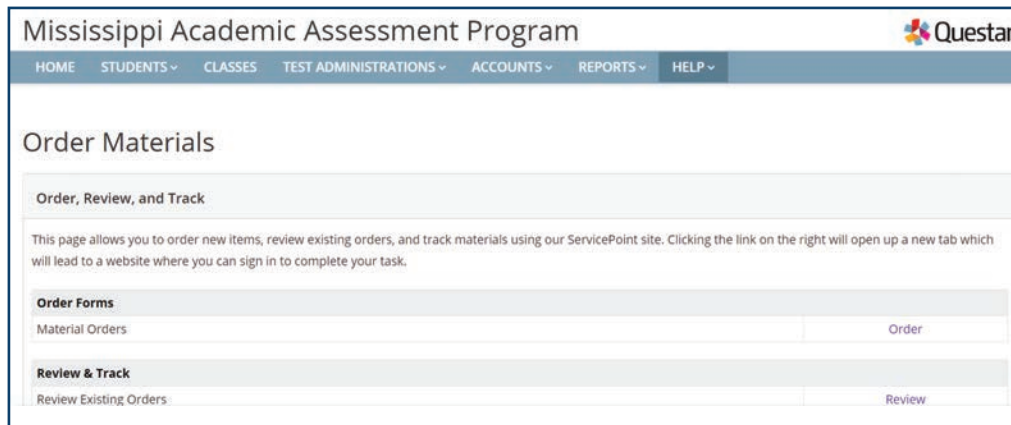 Mississippi Academic Assessment Program
Questar
HOME STUDENTS CLASSES TEST ADMINISTRATIONS ACCOUNTS REPORTS HELP
Order Materials
Order, Review, and Track
This page allows you to order new items, review existing orders, and track materials using our ServicePoint site. Clicking the link on the right will open up a new tab which
will lead to a website where you can sign in to complete your task.
Order Forms
Material Orders Order
Review & Track
Review Existing Orders Review